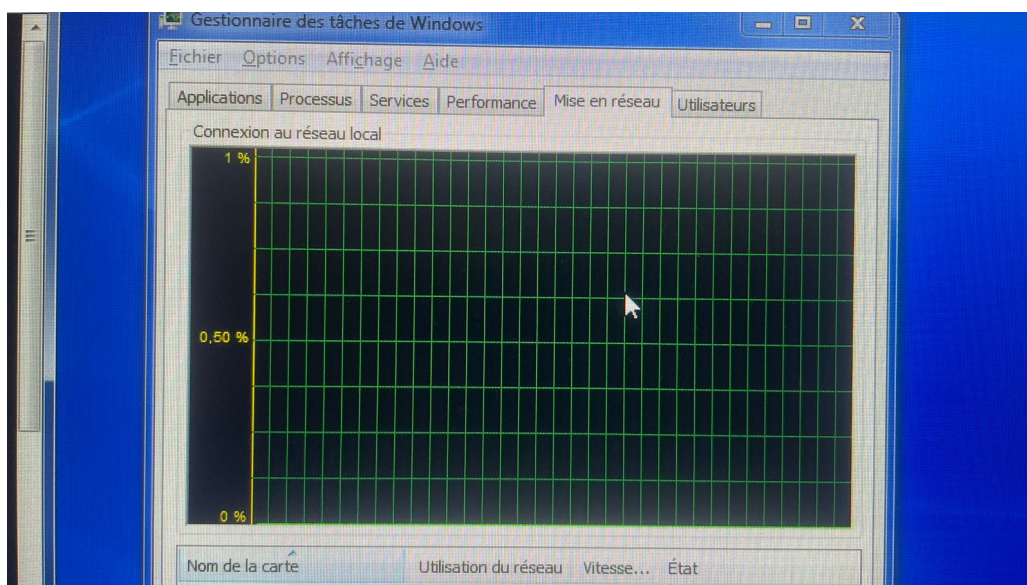 Gestionnaire des tâches de Windows
Fichier Options Affichage Aide
Applications Processus Services Performance Mise en réseau Utilisateurs
Connexion au réseau local
1 %
0,50 %
0 %
Nom de la carte Utilisation du réseau Vitesse... État